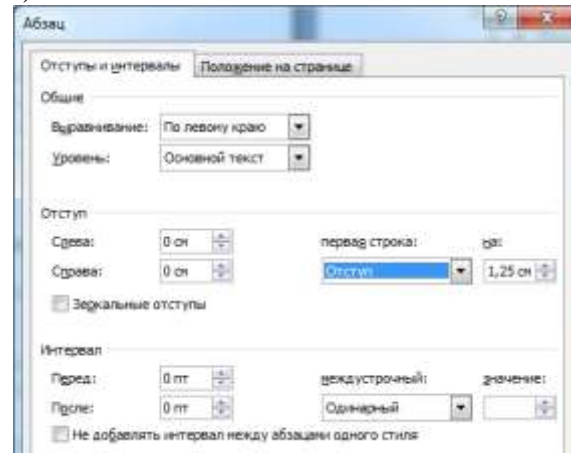 Абзац
Отступы и интервалы Положение на странице
Общие
Выравнивание: По левому краю
Уровень: Основной текст
Отступ
Слева: 0 см первая строка: на:
Справа: 0 см Отступ 1,25 см
Зеркальные отступы
Интервал
Перед: 0 пт междустрочный: значение:
После: 0 пт Одинарный
Не добавлять интервал между абзацами одного стиля